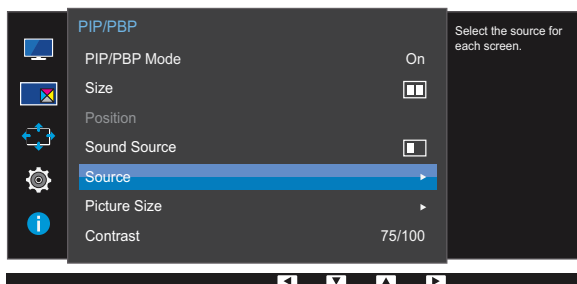 PIP/PBP
PIP/PBP Mode On
Size
Position
Sound Source
Source
Picture Size
Contrast 75/100
Select the source for
each screen.